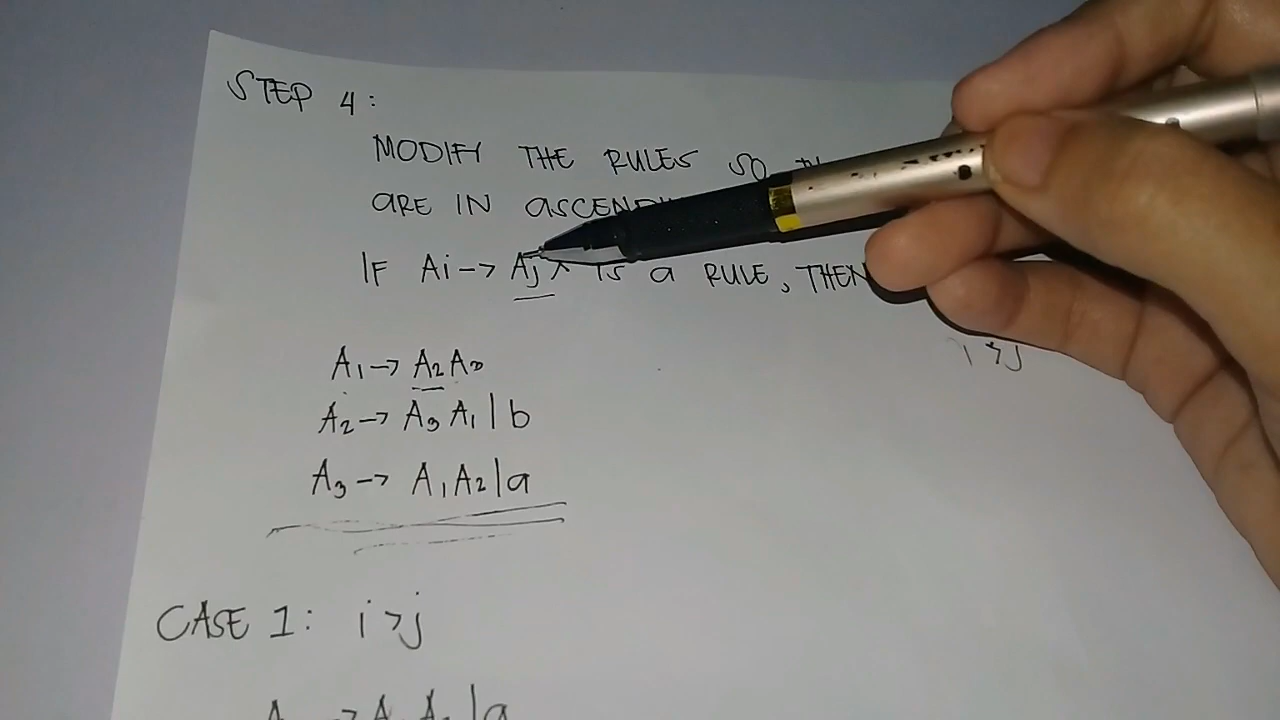 STEP 4:
MODIFY THE RULES SO
ARE IN ASCEND
IF Ai → Aj X IS A RULE, THEN
i > j
A₁ → A₂ A₃
A₂ → A₃ A₁ | b
A₃ → A₁ A₂ | a
CASE 1: i > j
→ | a